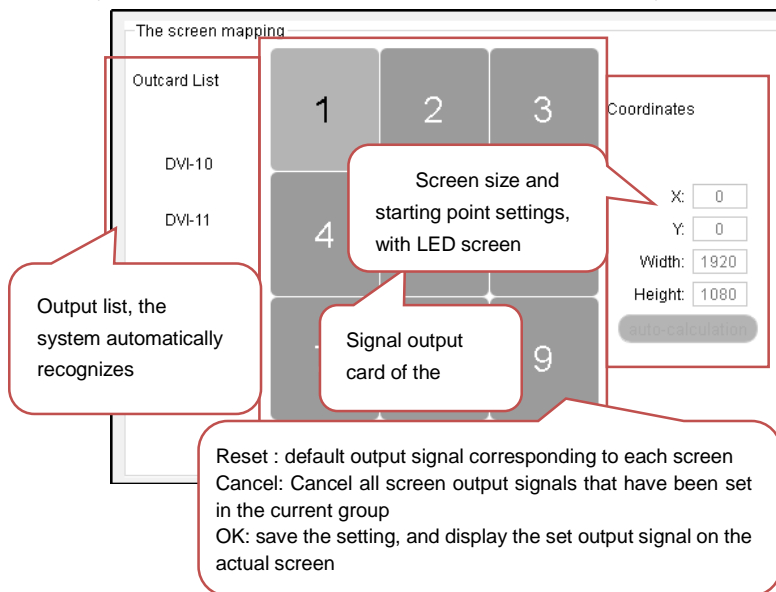 The screen mapping
Outcard List
DVI-10
DVI-11
1
2
3
4
9
Coordinates
X: 0
Y: 0
Width: 1920
Height: 1080
auto-calculation
Screen size and
starting point settings,
with LED screen
Output list, the
system automatically
recognizes
Signal output
card of the
Reset : default output signal corresponding to each screen
Cancel: Cancel all screen output signals that have been set
in the current group
OK: save the setting, and display the set output signal on the
actual screen